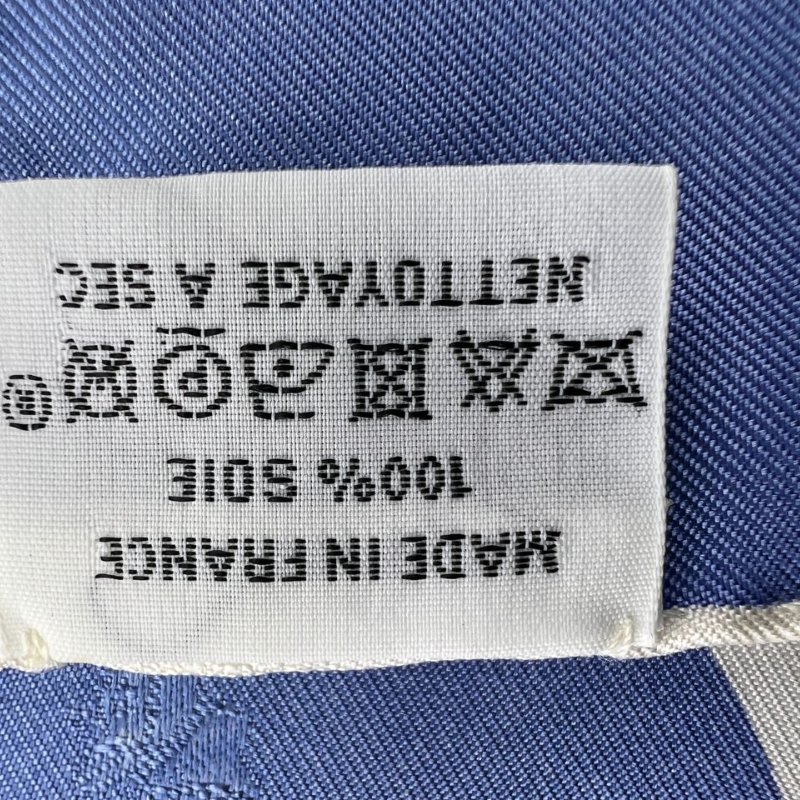 MADE IN FRANCE
100% SOIE
P W ®
NETTOYAGE A SEC